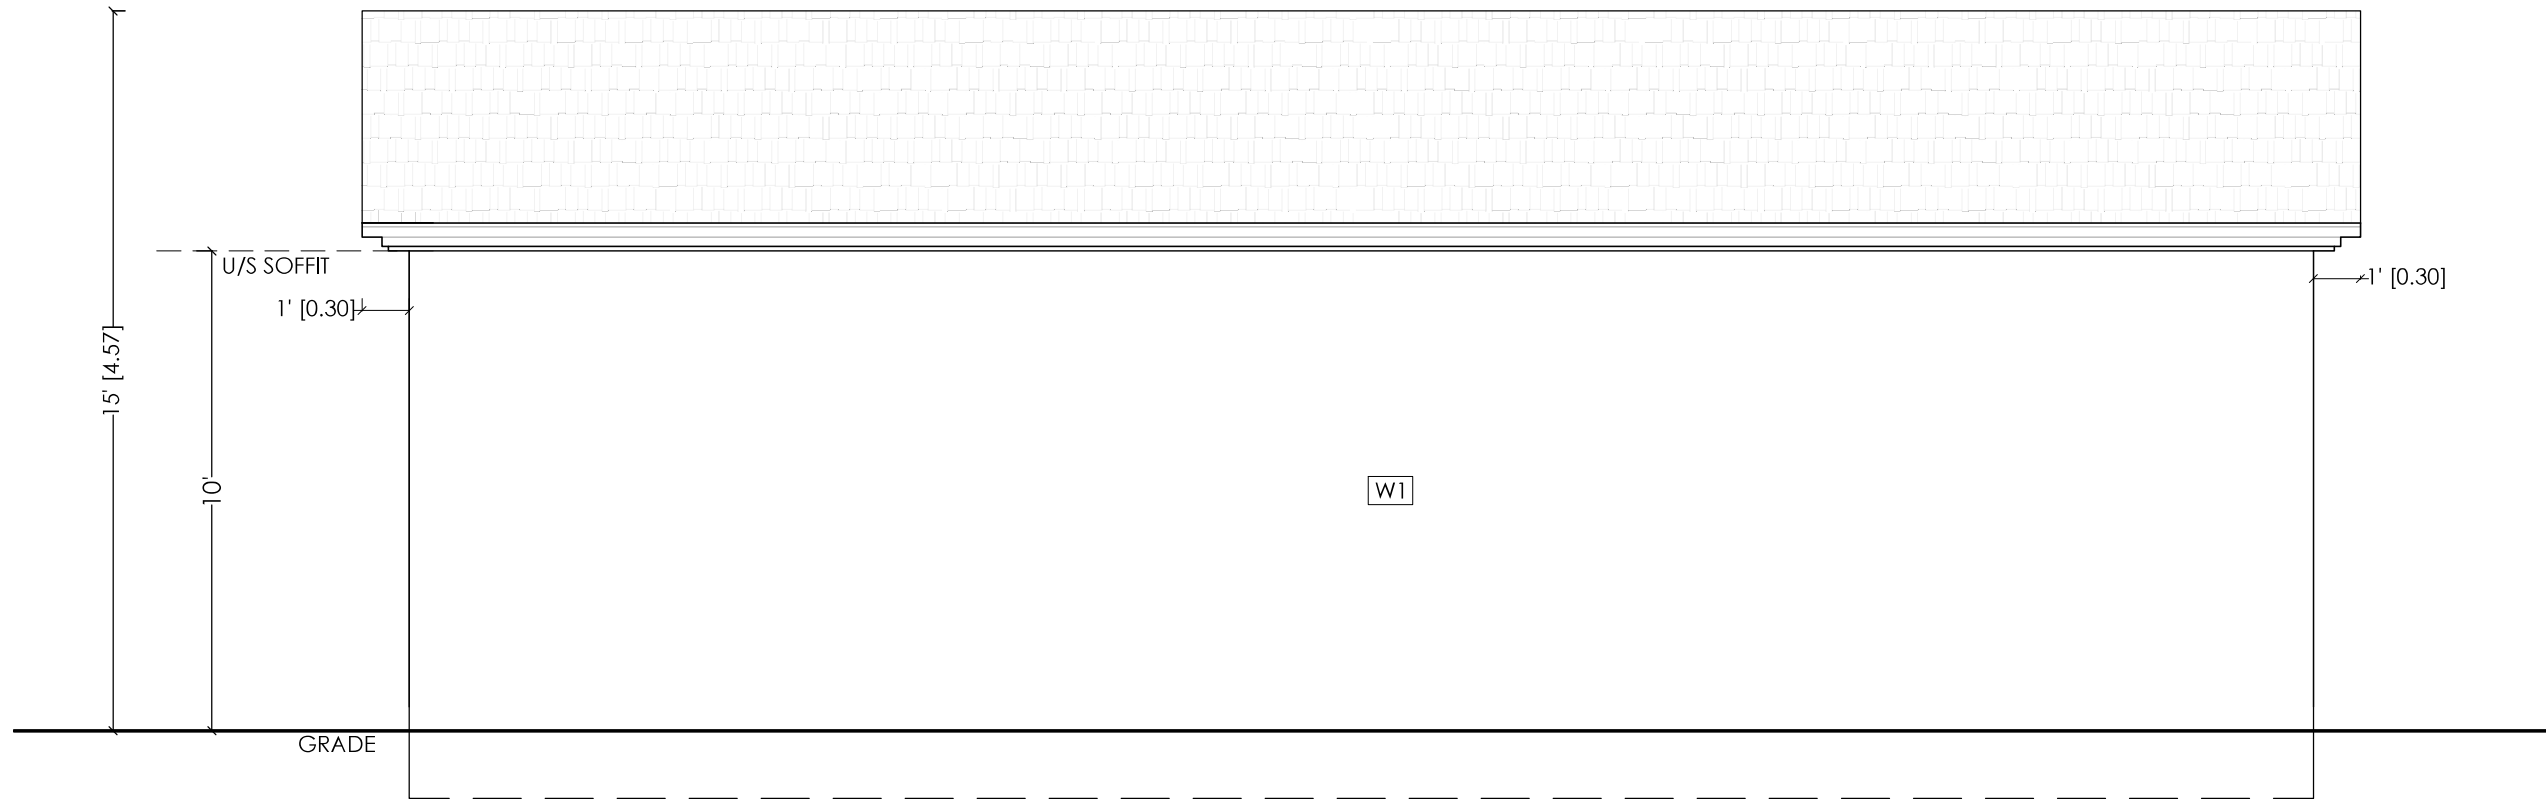 U/S SOFFIT
1' [0.30]
1' [0.30]
15' [4.57]
10'
W1
GRADE